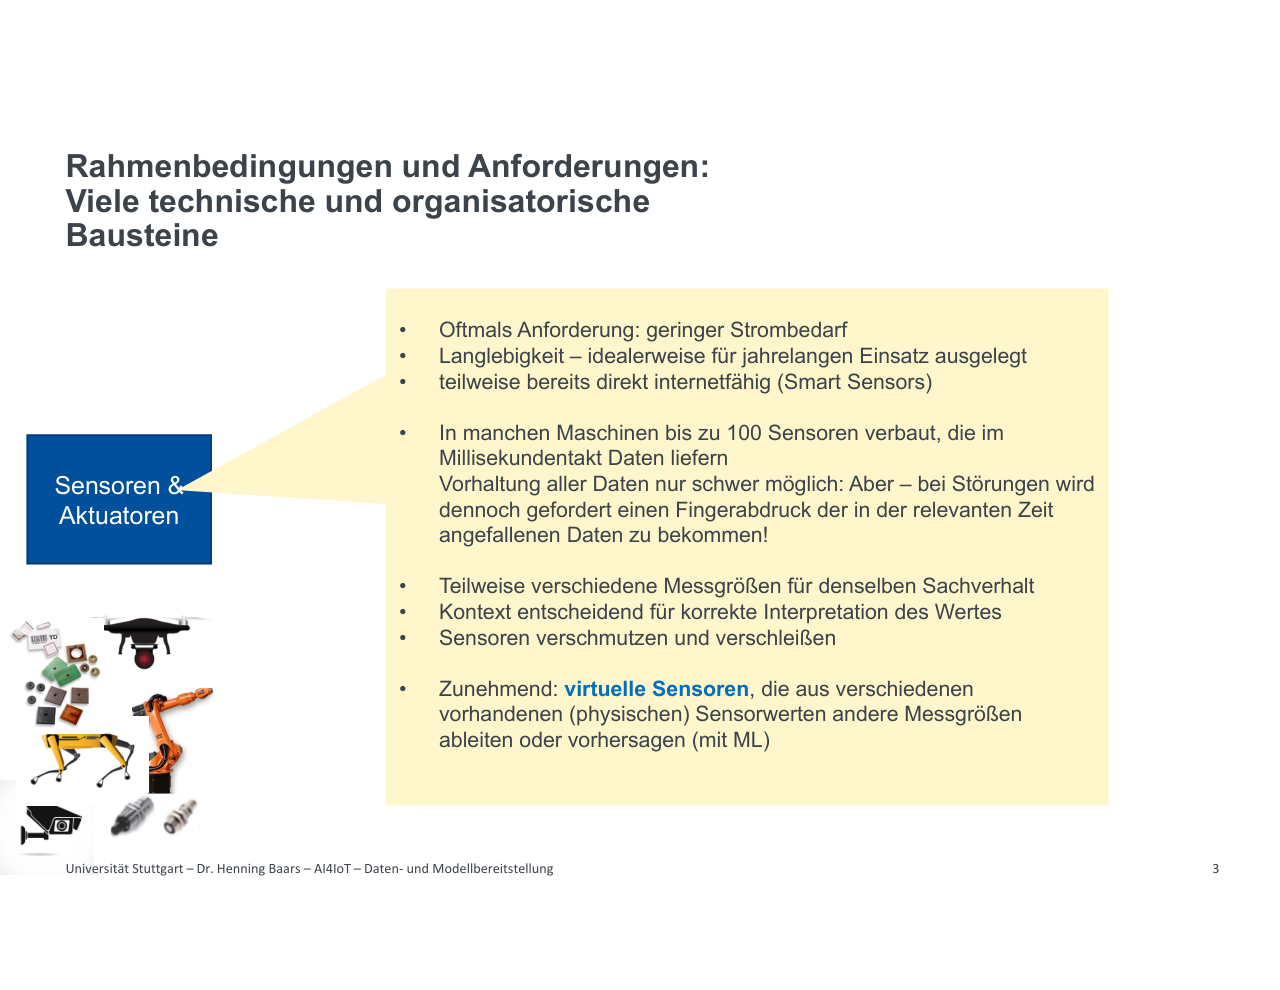 Rahmenbedingungen und Anforderungen:
Viele technische und organisatorische
Bausteine
Sensoren &
Aktuatoren
• Oftmals Anforderung: geringer Strombedarf
• Langlebigkeit – idealerweise für jahrelangen Einsatz ausgelegt
• teilweise bereits direkt internetfähig (Smart Sensors)
• In manchen Maschinen bis zu 100 Sensoren verbaut, die im
Millisekundentakt Daten liefern
Vorhaltung aller Daten nur schwer möglich: Aber – bei Störungen wird
dennoch gefordert einen Fingerabdruck der in der relevanten Zeit
angefallenen Daten zu bekommen!
• Teilweise verschiedene Messgrößen für denselben Sachverhalt
• Kontext entscheidend für korrekte Interpretation des Wertes
• Sensoren verschmutzen und verschleißen
• Zunehmend: virtuelle Sensoren, die aus verschiedenen
vorhandenen (physischen) Sensorwerten andere Messgrößen
ableiten oder vorhersagen (mit ML)
TD
Universität Stuttgart – Dr. Henning Baars – AI4IoT – Daten- und Modellbereitstellung
3